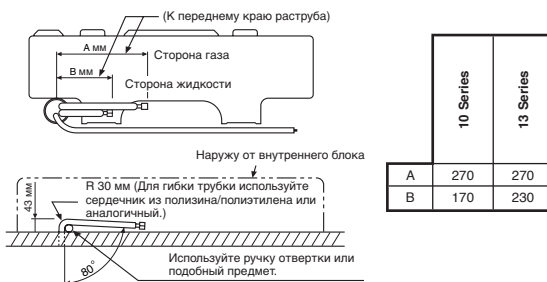 (К переднему краю раструба)
А мм
Сторона газа
В мм
Сторона жидкости
Наружу от внутреннего блока
R 30 мм (Для гибки трубки используйте
сердечник из полизина/полиэтилена или
аналогичный.)
43 мм
80°
Используйте ручку отвертки или
подобный предмет.
10 Series 13 Series
A 270 270
B 170 230